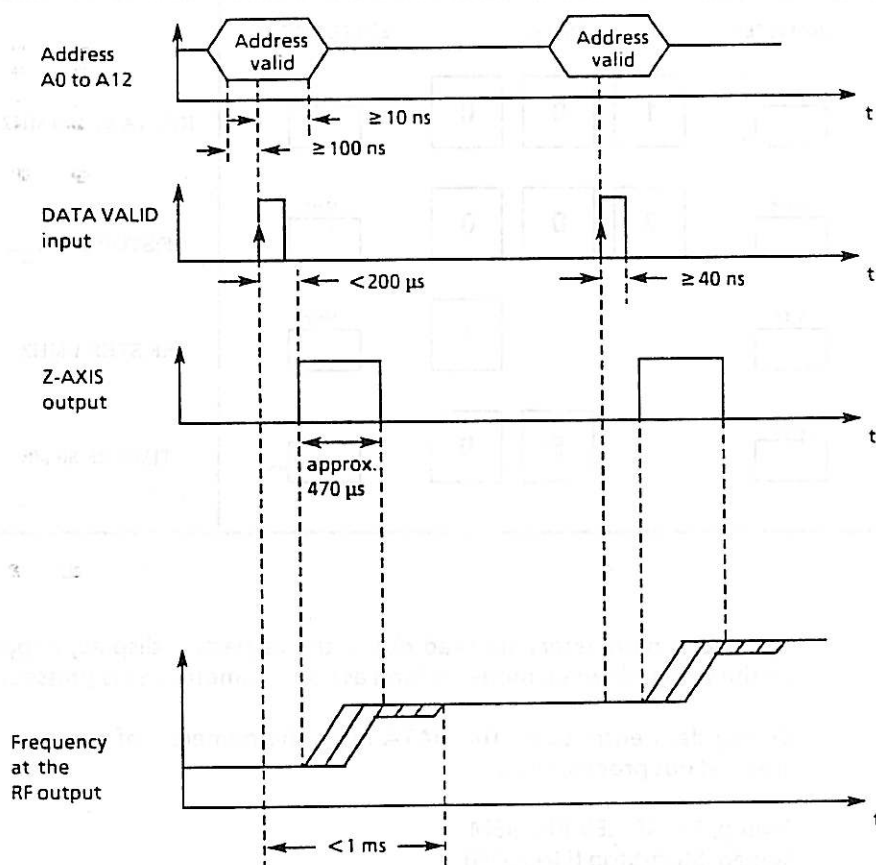 Address
A0 to A12
Address
valid
Address
valid
t
≥ 10 ns
≥ 100 ns
DATA VALID
input
t
< 200 µs
≥ 40 ns
Z-AXIS
output
t
approx.
470 µs
Frequency
at the
RF output
t
< 1 ms